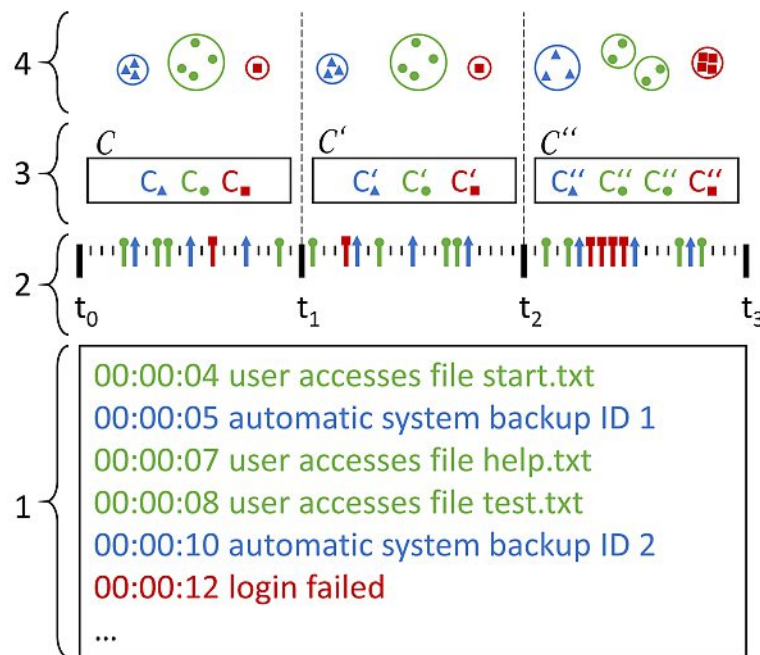 4
C C‘ C‘‘
3
C▲ C● C■ C‘▲ C‘● C‘■ C‘‘▲ C‘‘● C‘‘● C‘‘■
2
t₀ t₁ t₂ t₃
1
00:00:04 user accesses file start.txt
00:00:05 automatic system backup ID 1
00:00:07 user accesses file help.txt
00:00:08 user accesses file test.txt
00:00:10 automatic system backup ID 2
00:00:12 login failed
...